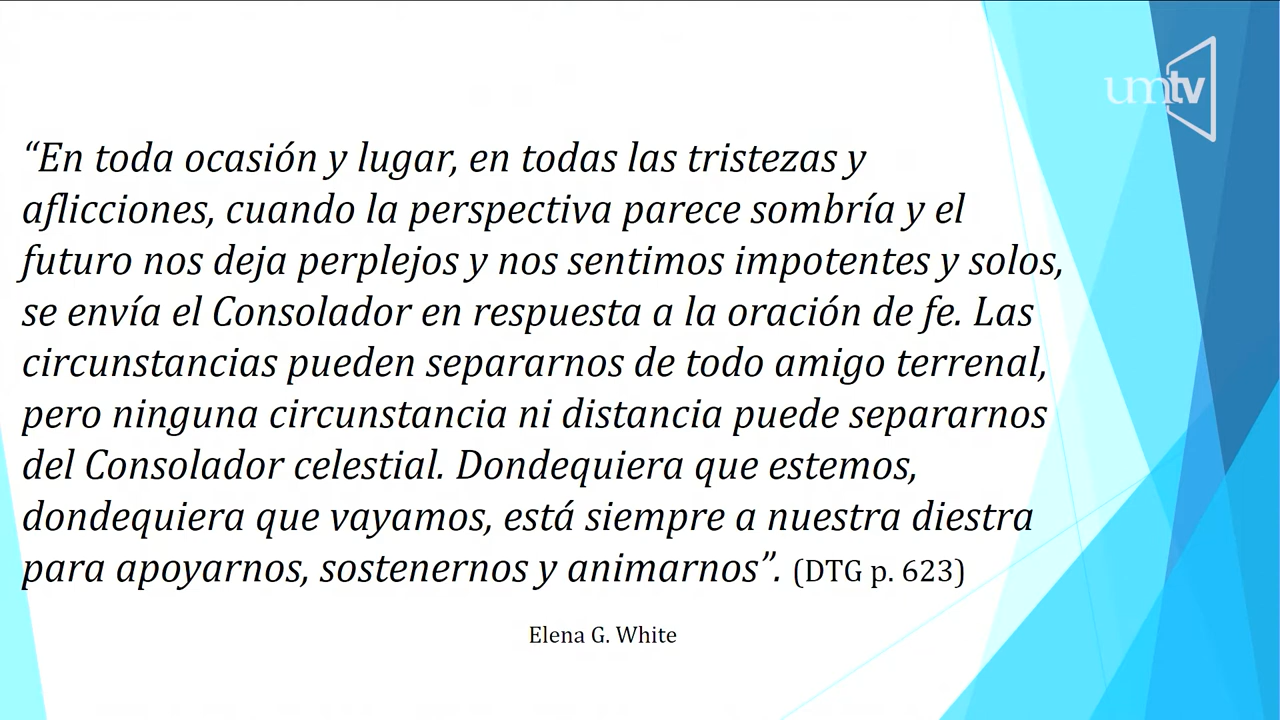 umtv
“En toda ocasión y lugar, en todas las tristezas y
aflicciones, cuando la perspectiva parece sombría y el
futuro nos deja perplejos y nos sentimos impotentes y solos,
se envía el Consolador en respuesta a la oración de fe. Las
circunstancias pueden separarnos de todo amigo terrenal,
pero ninguna circunstancia ni distancia puede separarnos
del Consolador celestial. Dondequiera que estemos,
dondequiera que vayamos, está siempre a nuestra diestra
para apoyarnos, sostenernos y animarnos”. (DTG p. 623)
Elena G. White